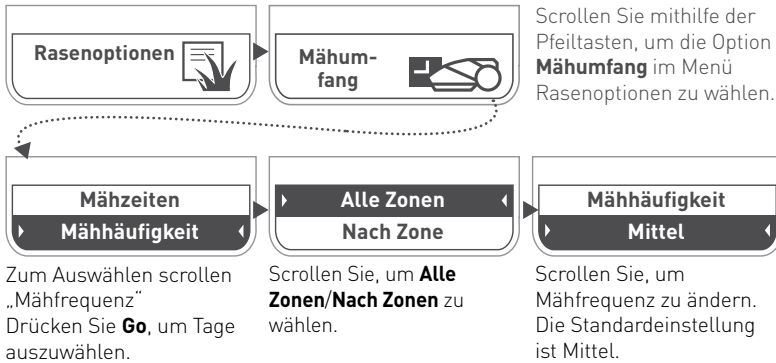 Rasenoptionen
Mähum-
fang
Scrollen Sie mithilfe der
Pfeiltasten, um die Option
Mähumfang im Menü
Rasenoptionen zu wählen.
Mähzeiten
Mähhäufigkeit
Zum Auswählen scrollen
„Mähfrequenz“
Drücken Sie Go, um Tage
auszuwählen.
Alle Zonen
Nach Zone
Scrollen Sie, um Alle
Zonen/Nach Zonen zu
wählen.
Mähhäufigkeit
Mittel
Scrollen Sie, um
Mähfrequenz zu ändern.
Die Standardeinstellung
ist Mittel.